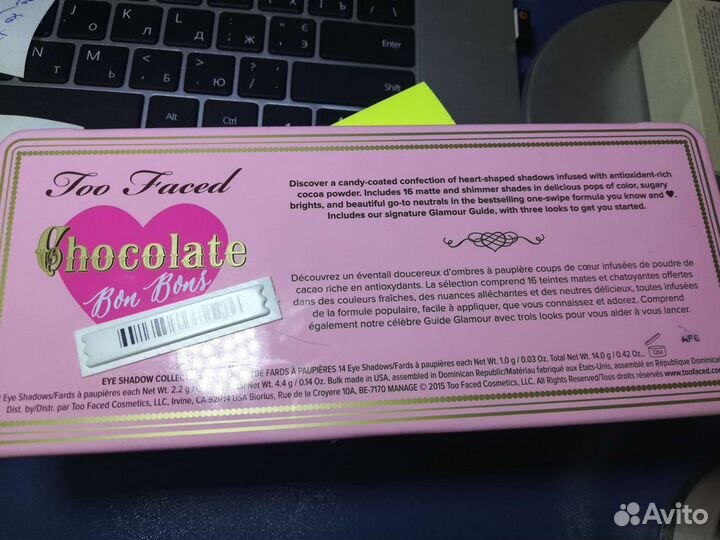 Э
Ж
Б
Ю
Enter
Shift
Alt
Ctrl
Too Faced
Chocolate
Bon Bons
Discover a candy-coated confection of heart-shaped shadows infused with antioxidant-rich
cocoa powder. Includes 16 matte and shimmer shades in delicious pops of color, sugary
brights, and beautiful go-to neutrals in the bestselling one-swipe formula you know and ♥.
Includes our signature Glamour Guide, with three looks to get you started.
Découvrez un éventail doucereux d'ombres à paupière coups de cœur infusées de poudre de
cacao riche en antioxydants. La sélection comprend 16 teintes mates et chatoyantes offertes
dans des couleurs fraîches, des nuances alléchantes et des neutres délicieux, toutes infusées
de la formule populaire, facile à appliquer, que vous connaissez et adorez. Comprend
également notre célèbre Guide Glamour avec trois looks pour vous aider à vous lancer.
12M
EYE SHADOW COLLEC DE FARDS À PAUPIÈRES 14 Eye Shadows/Fards à paupières each Net Wt. 1.0 g / 0.03 Oz. Total Net Wt. 14.0 g / 0.42 Oz.,
Eye Shadows/Fards à paupières each Net Wt. 2.2 g / Net Wt. 4.4 g / 0.14 Oz. Bulk made in USA, assembled in Dominican Republic/Matériau fabriqué aux États-Unis, assemblé en République Dominicai
Dist. by/Distr. par Too Faced Cosmetics, LLC, Irvine, CA 92614 USA Biorius, Rue de la Croyere 10A, BE-7170 MANAGE © 2015 Too Faced Cosmetics, LLC. All Rights Reserved/Tous droits réservés www.toofaced.co
Avito